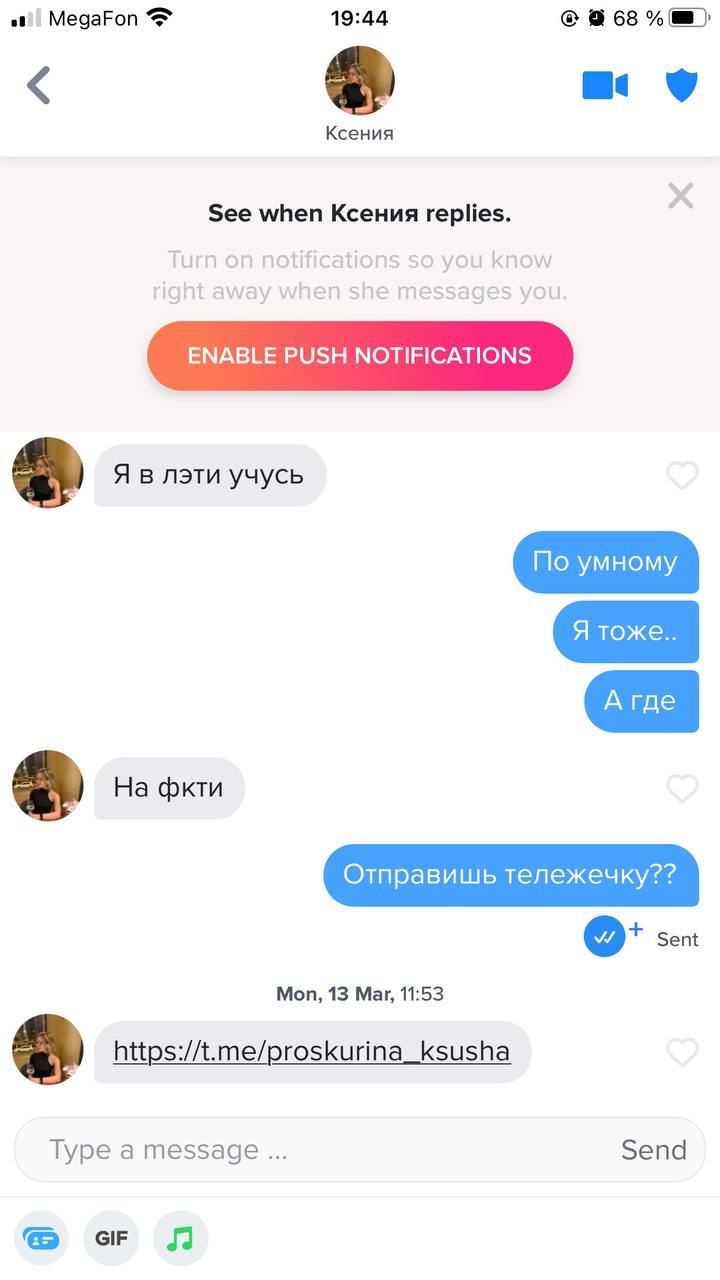 MegaFon 19:44 68 %
Ксения
See when Ксения replies.
Turn on notifications so you know
right away when she messages you.
ENABLE PUSH NOTIFICATIONS
Я в лэти учусь
По умному
Я тоже..
А где
На фкти
Отправишь тележечку??
Sent
Mon, 13 Mar, 11:53
https://t.me/proskurina_ksusha
Type a message ... Send
GIF